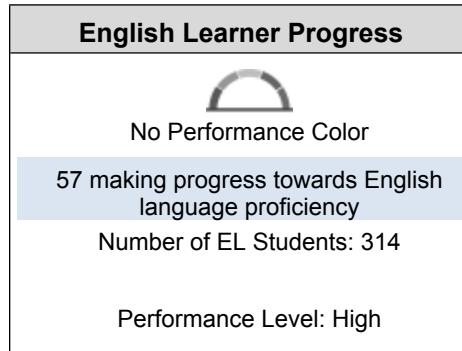 English Learner Progress
No Performance Color
57 making progress towards English
language proficiency
Number of EL Students: 314
Performance Level: High